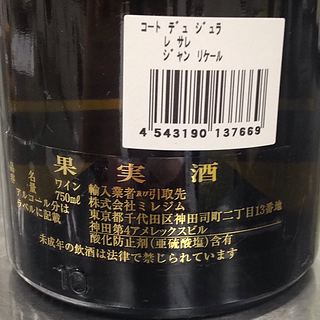 コート デュ ジュラ
レ サレ
ジャン リケール
4 543190 137669
果実酒
品名 ワイン
容量 750ml
アルコール分は
ラベルに記載
輸入業者及び引取先
株式会社ミレジム
東京都千代田区神田司町二丁目13番地
神田第4アメレックスビル
酸化防止剤(亜硫酸塩)含有
未成年の飲酒は法律で禁じられています